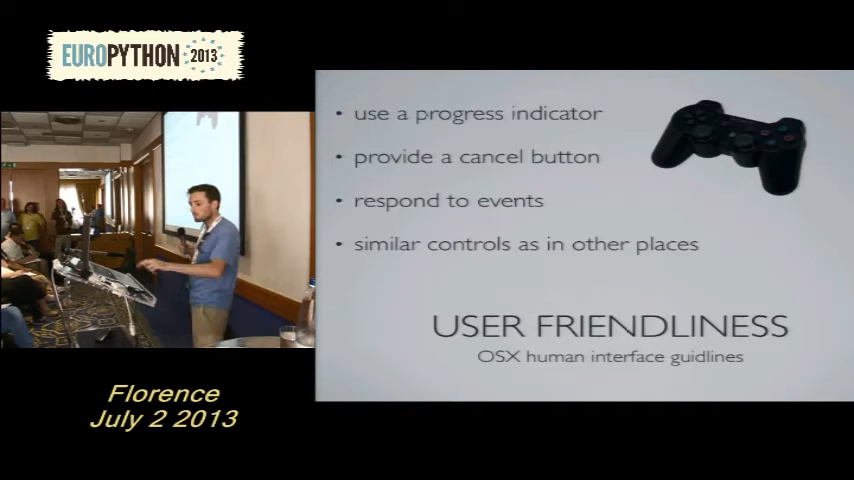 EUROPYTHON 2013
• use a progress indicator
• provide a cancel button
• respond to events
• similar controls as in other places
USER FRIENDLINESS
OSX human interface guidlines
Florence
July 2 2013